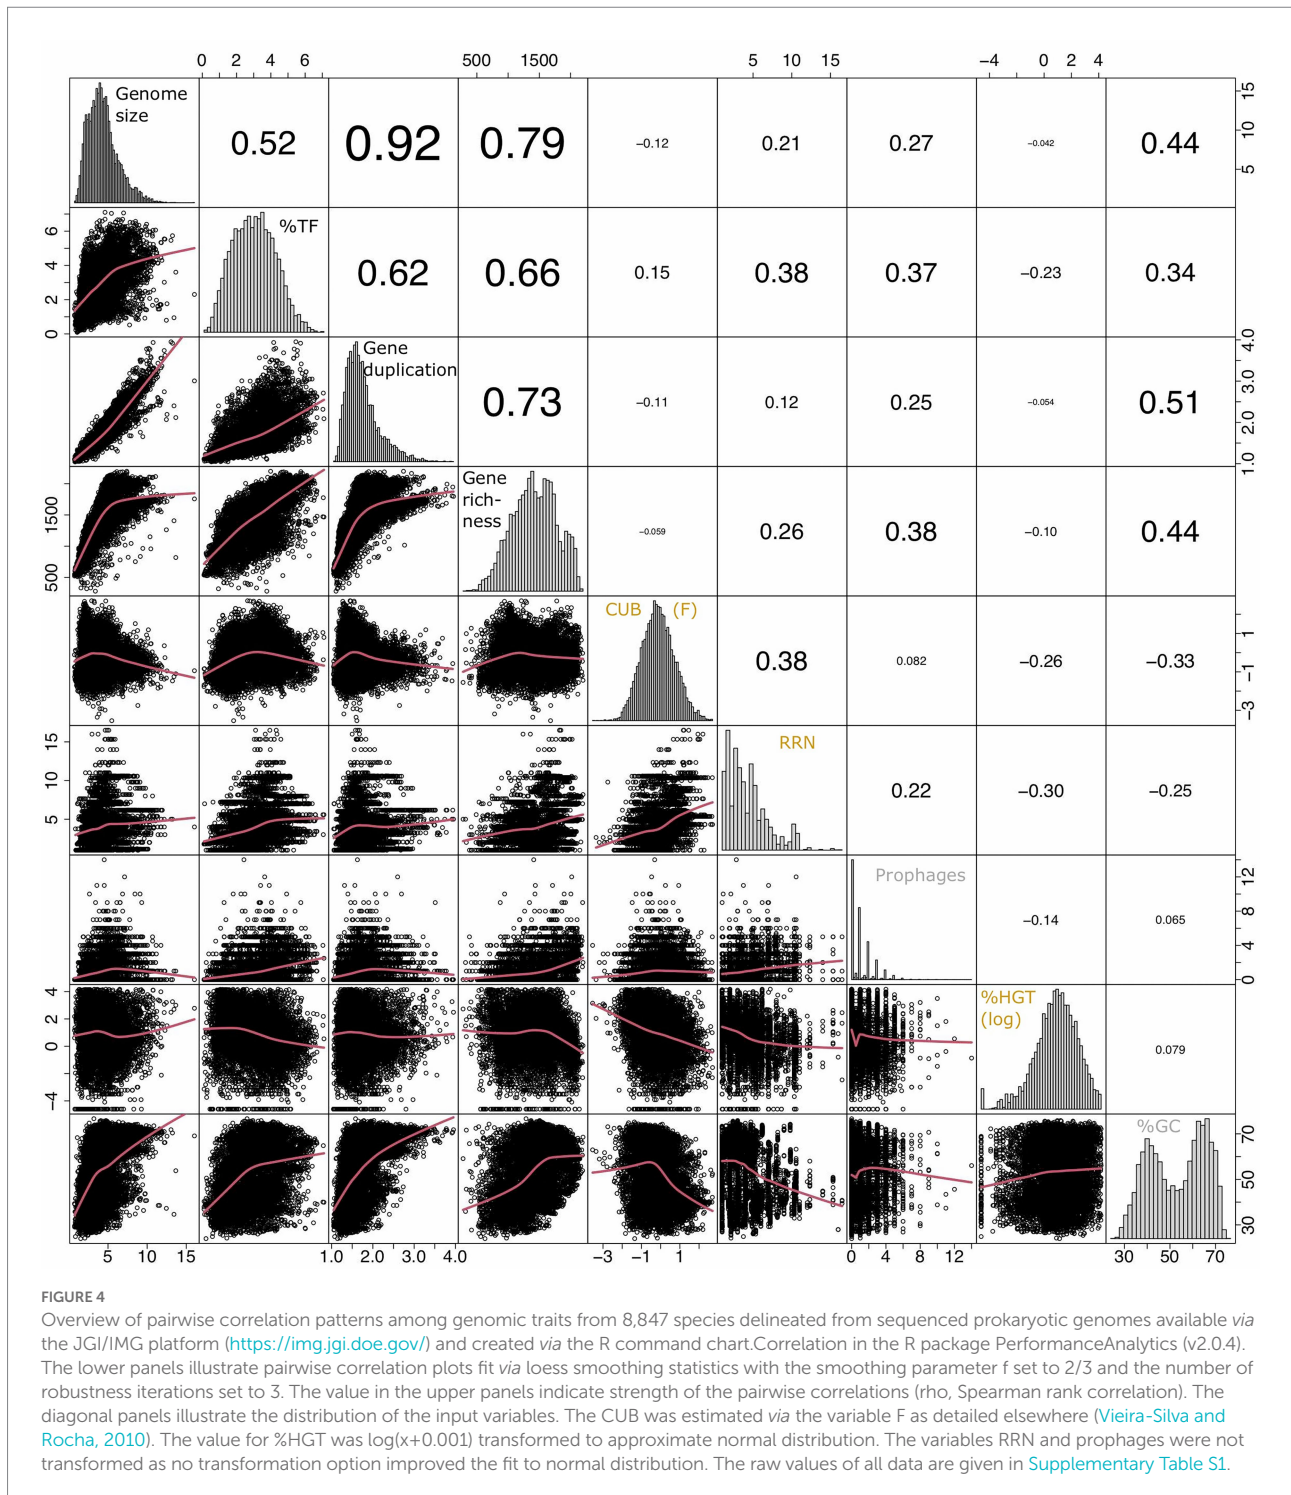 0 2 4 6 500 1500 5 10 15 −4 0 2 4
Genome
size
0.52 0.92 0.79 −0.12 0.21 0.27 −0.042 0.44
5 10 15
%TF
0 2 4 6
0.62 0.66 0.15 0.38 0.37 −0.23 0.34
Gene
duplication
0.73 −0.11 0.12 0.25 −0.054 0.51
1.0 2.0 3.0 4.0
Gene
rich-
ness
500 1500
−0.059 0.26 0.38 −0.10 0.44
CUB (F)
0.38 0.082 −0.26 −0.33
−3 −1 1
RRN
5 10 15
0.22 −0.30 −0.25
Prophages
−0.14 0.065
0 4 8 12
%HGT
(log)
−4 0 2 4
0.079
%GC
30 50 70
5 10 15 1.0 2.0 3.0 4.0 −3 −1 1 0 4 8 12 30 50 70
FIGURE 4
Overview of pairwise correlation patterns among genomic traits from 8,847 species delineated from sequenced prokaryotic genomes available via
the JGI/IMG platform (https://img.jgi.doe.gov/) and created via the R command chart.Correlation in the R package PerformanceAnalytics (v2.0.4).
The lower panels illustrate pairwise correlation plots fit via loess smoothing statistics with the smoothing parameter f set to 2/3 and the number of
robustness iterations set to 3. The value in the upper panels indicate strength of the pairwise correlations (rho, Spearman rank correlation). The
diagonal panels illustrate the distribution of the input variables. The CUB was estimated via the variable F as detailed elsewhere (Vieira-Silva and
Rocha, 2010). The value for %HGT was log(x+0.001) transformed to approximate normal distribution. The variables RRN and prophages were not
transformed as no transformation option improved the fit to normal distribution. The raw values of all data are given in Supplementary Table S1.